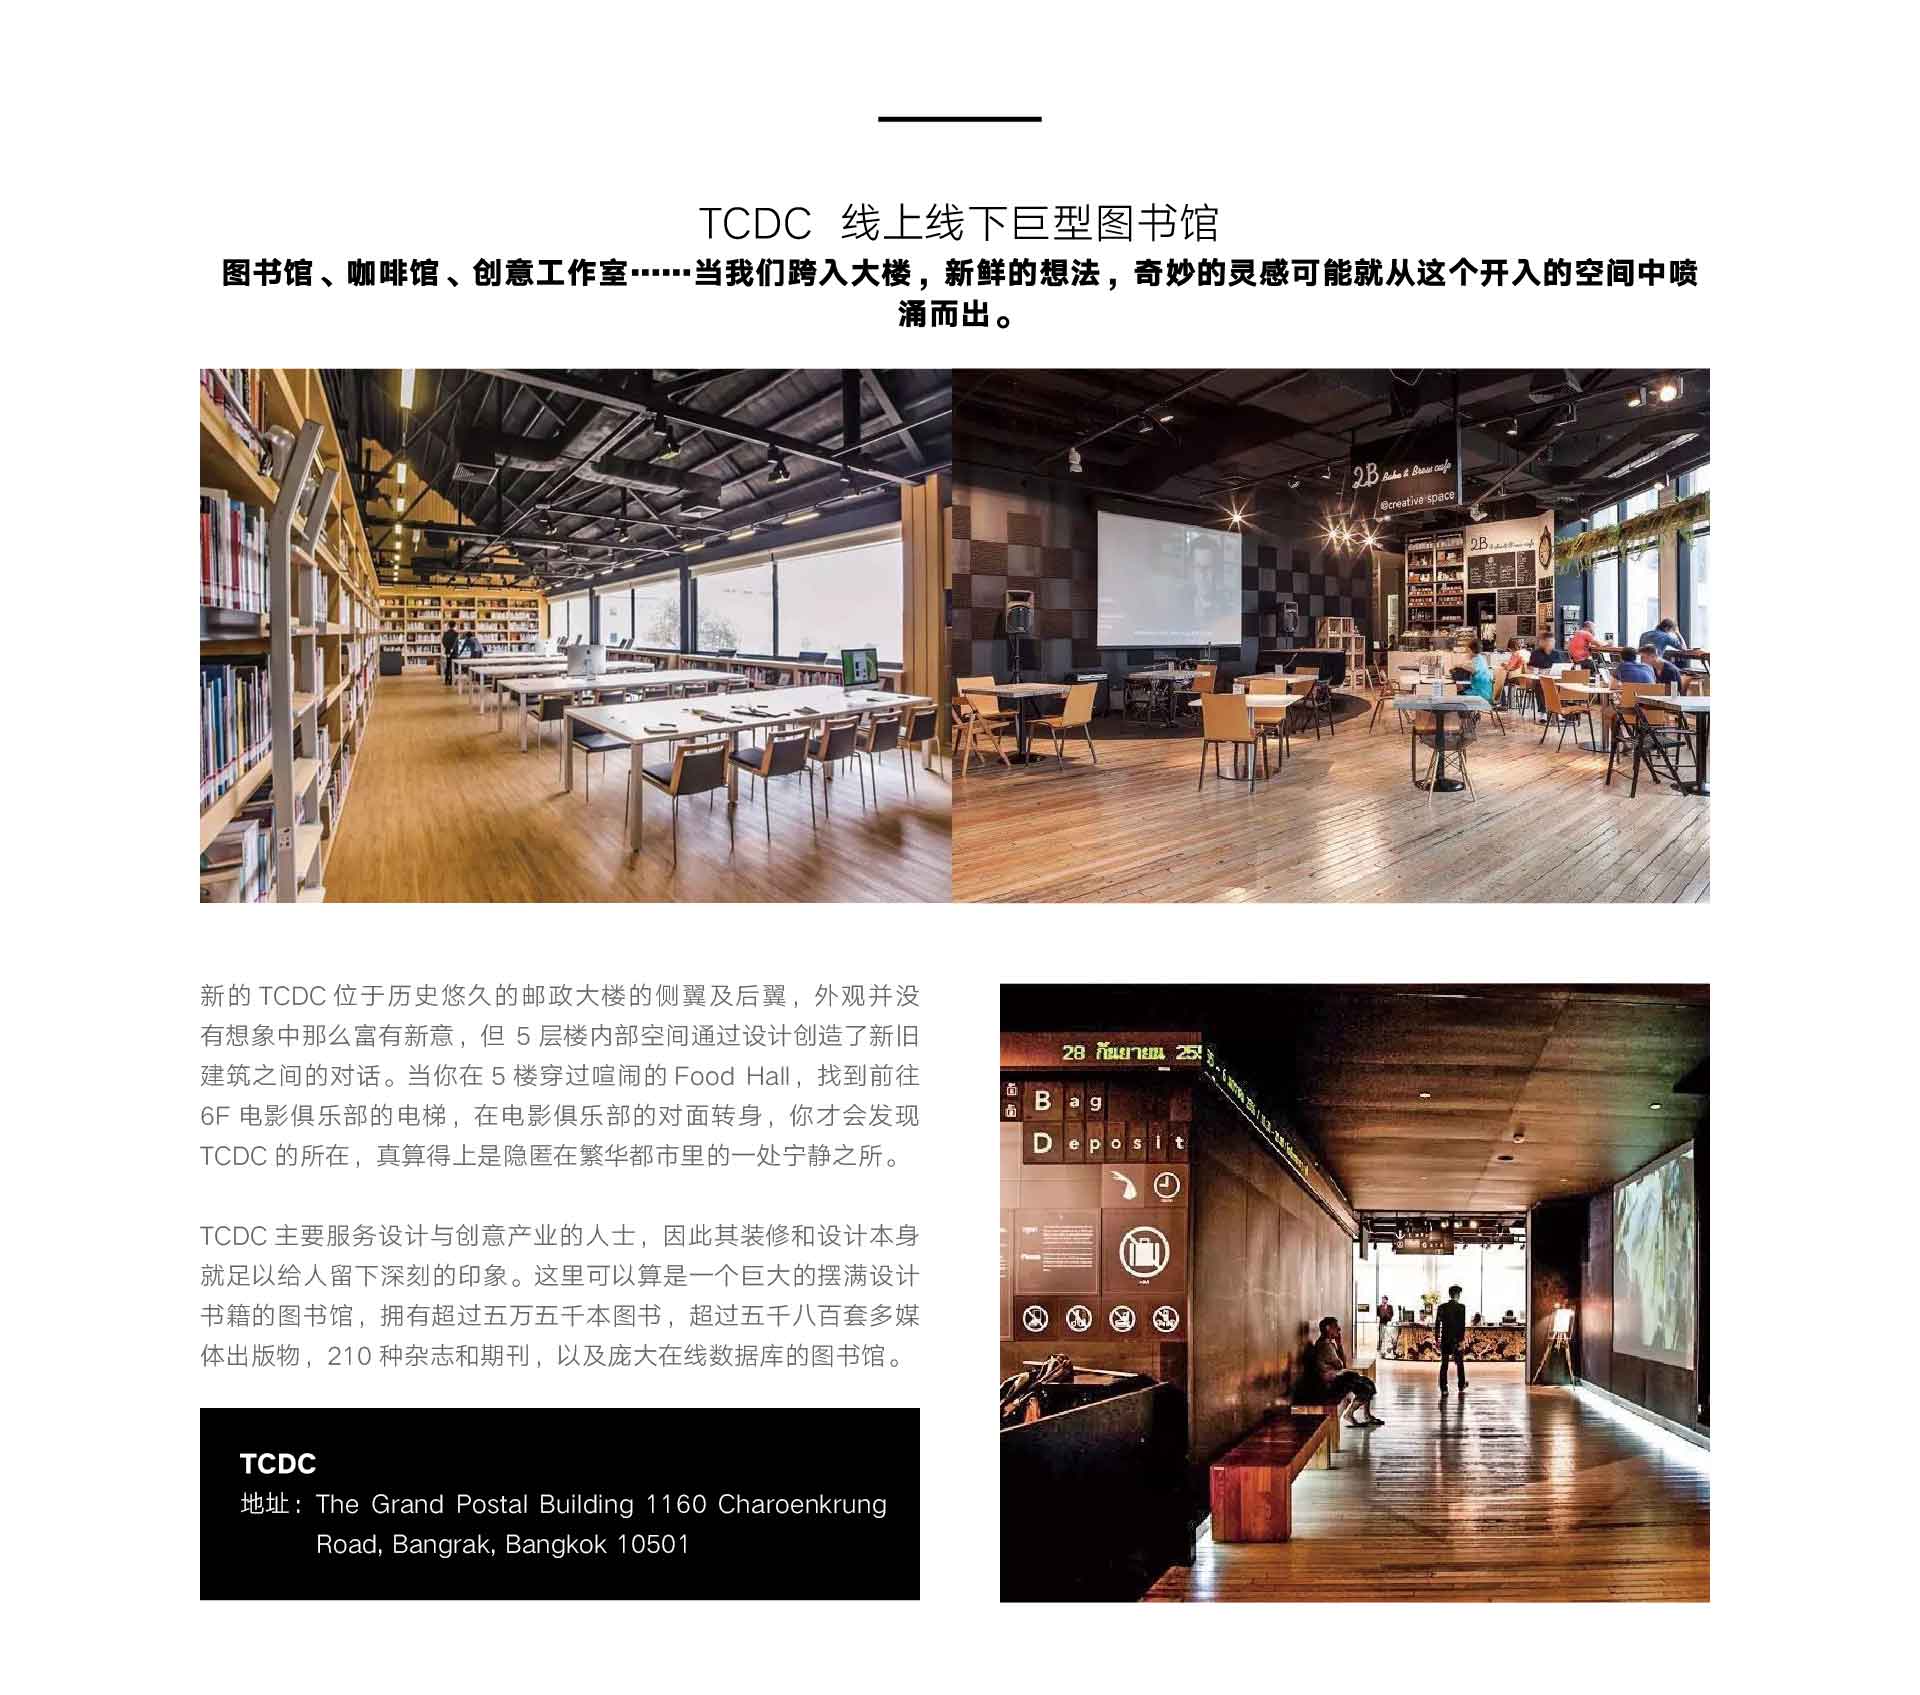 TCDC 线上线下巨型图书馆
图书馆、咖啡馆、创意工作室……当我们跨入大楼，新鲜的想法，奇妙的灵感可能就从这个开入的空间中喷
涌而出。
2B Bake & Brew cafe
@creative space
2B Bake & Brew cafe
新的 TCDC 位于历史悠久的邮政大楼的侧翼及后翼，外观并没
有想象中那么富有新意，但 5 层楼内部空间通过设计创造了新旧
建筑之间的对话。当你在 5 楼穿过喧闹的 Food Hall，找到前往
6F 电影俱乐部的电梯，在电影俱乐部的对面转身，你才会发现
TCDC 的所在，真算得上是隐匿在繁华都市里的一处宁静之所。
TCDC 主要服务设计与创意产业的人士，因此其装修和设计本身
就足以给人留下深刻的印象。这里可以算是一个巨大的摆满设计
书籍的图书馆，拥有超过五万五千本图书，超过五千八百套多媒
体出版物，210 种杂志和期刊，以及庞大在线数据库的图书馆。
TCDC
地址：The Grand Postal Building 1160 Charoenkrung
Road, Bangrak, Bangkok 10501
28 กันยายน 255
Bag
Deposit